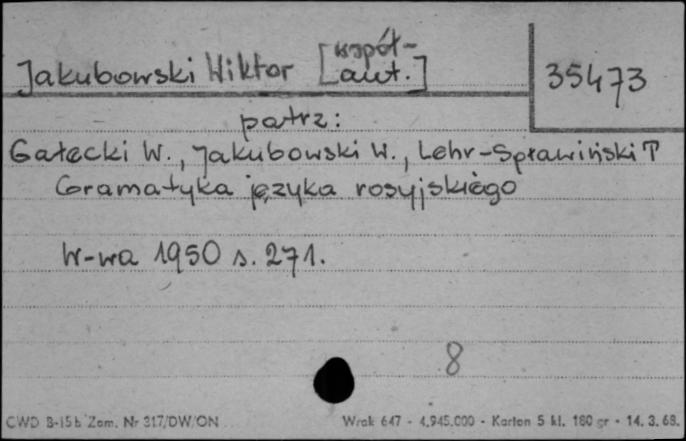 Jakubowski Wiktor [współ-
aut.]
35473
patrz:
Gałecki W., Jakubowski W., Lehr-Spławiński T
Gramatyka języka rosyjskiego
W-wa 1950 s. 271.
8
CWD B-15b Zam. Nr 317/DW/ON Wrak 647 - 4.945.000 - Karton 5 kl. 180 gr - 14. 3. 68.